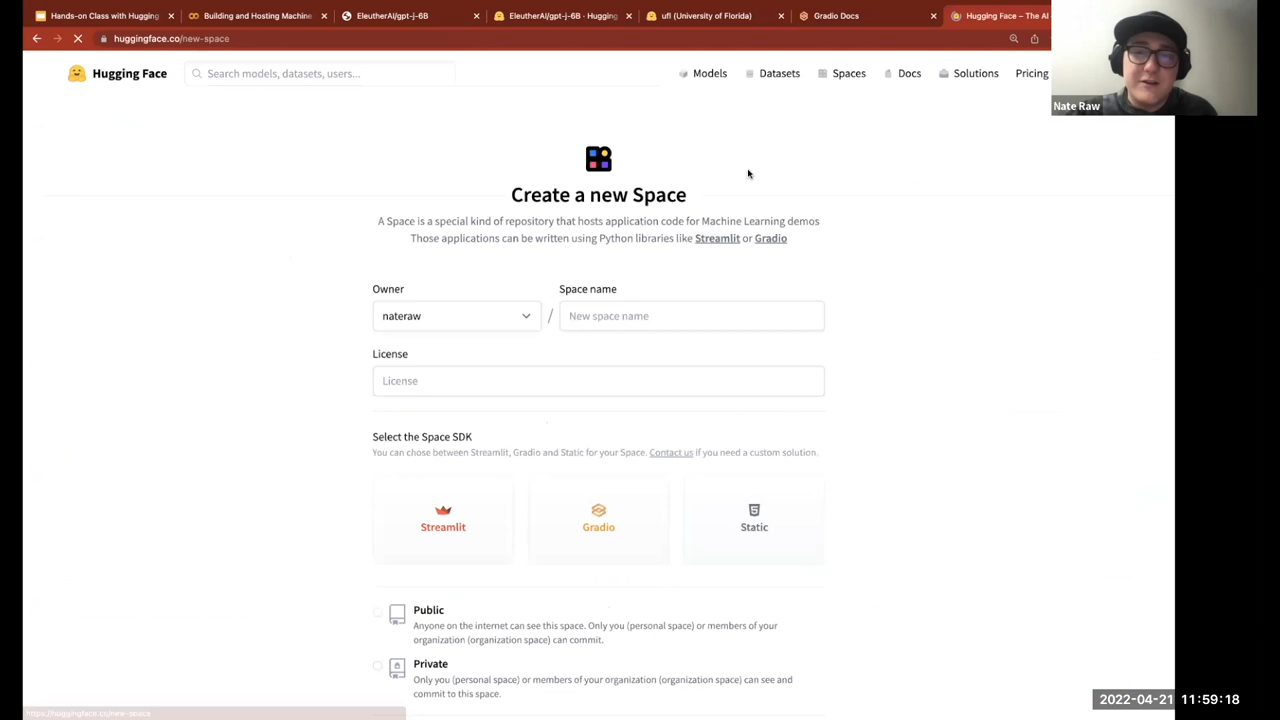 Hands-on Class with Hugging
Building and Hosting Machine
EleutherAI/gpt-j-6B
EleutherAI/gpt-j-6B · Hugging
ufl (University of Florida)
Gradio Docs
Hugging Face – The AI
huggingface.co/new-space
Hugging Face
Search models, datasets, users...
Models
Datasets
Spaces
Docs
Solutions
Pricing
Nate Raw
Create a new Space
A Space is a special kind of repository that hosts application code for Machine Learning demos
Those applications can be written using Python libraries like Streamlit or Gradio
Owner
Space name
nateraw
/
New space name
License
License
Select the Space SDK
You can chose between Streamlit, Gradio and Static for your Space. Contact us if you need a custom solution.
Streamlit
Gradio
Static
Public
Anyone on the internet can see this space. Only you (personal space) or members of your
organization (organization space) can commit.
Private
Only you (personal space) or members of your organization (organization space) can see and
commit to this space.
https://huggingface.co/new-space
2022-04-21 11:59:18